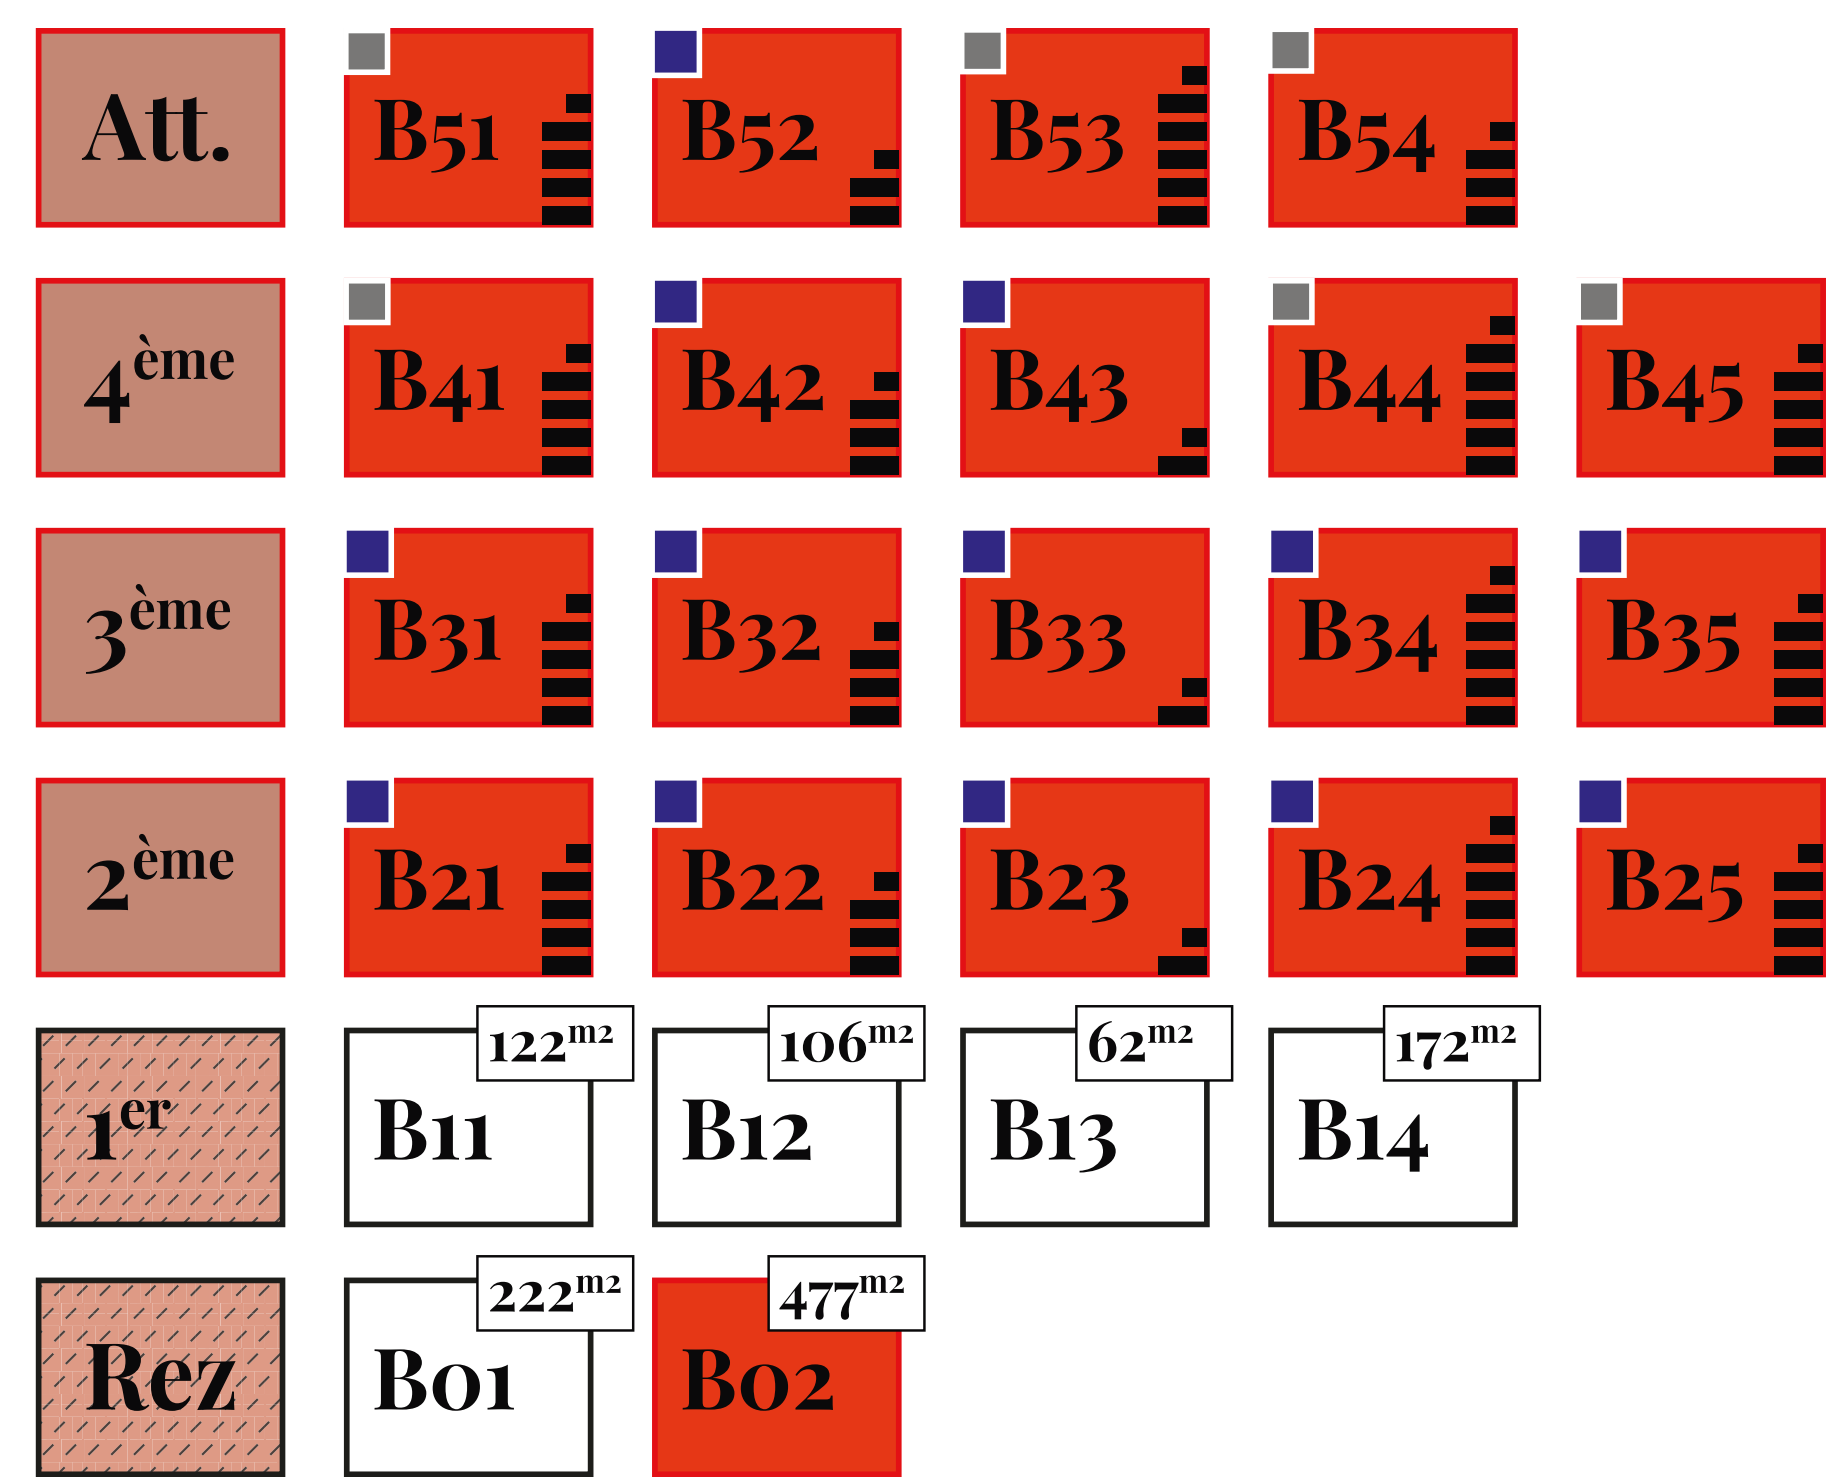 Att. B51 B52 B53 B54
4ème B41 B42 B43 B44 B45
3ème B31 B32 B33 B34 B35
2ème B21 B22 B23 B24 B25
122m2 106m2 62m2 172m2
1er B11 B12 B13 B14
222m2 477m2
Rez B01 B02